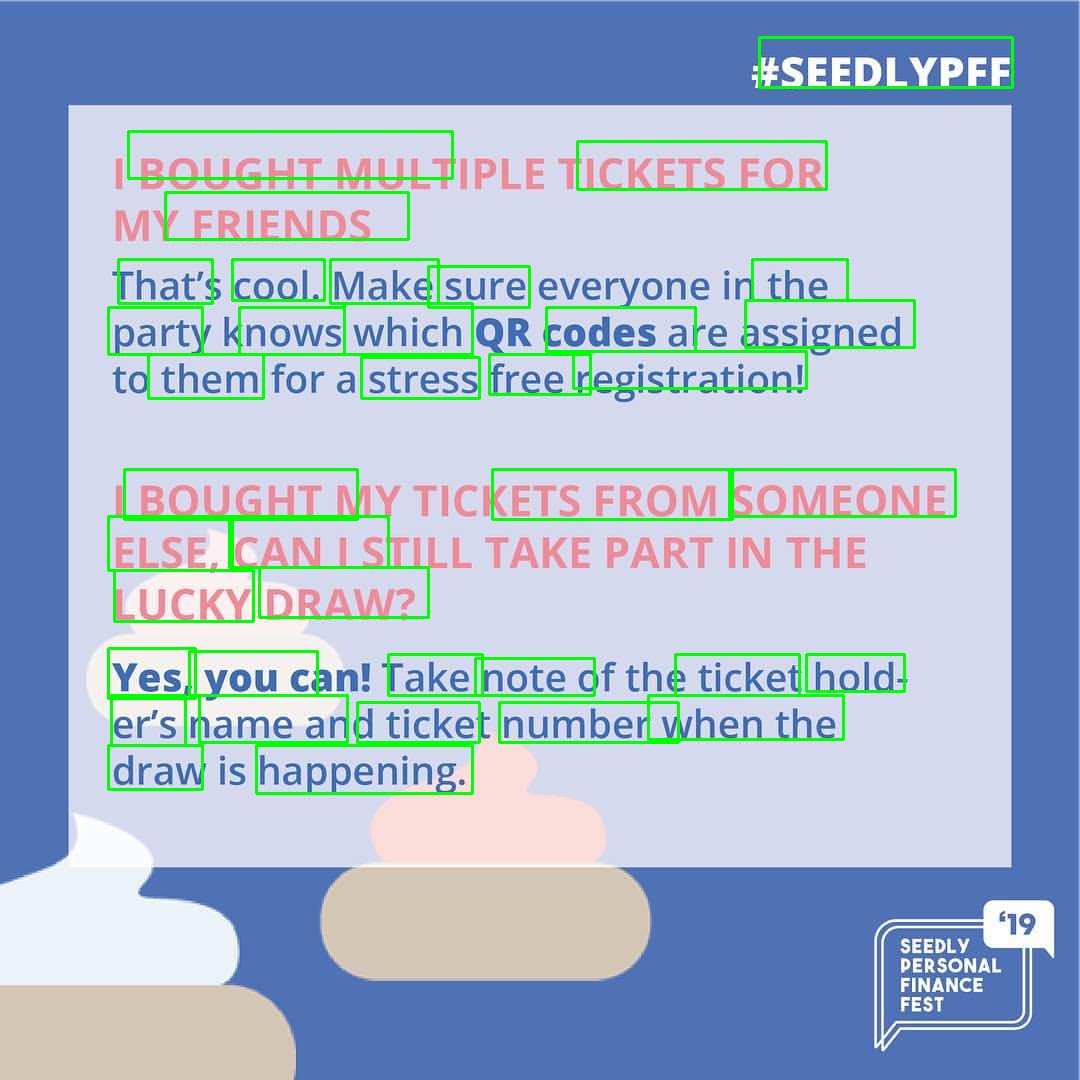 #SEEDLYPFF
I BOUGHT MULTIPLE TICKETS FOR
MY FRIENDS
That's cool. Make sure everyone in the
party knows which QR codes are assigned
to them for a stress free registration!
I BOUGHT MY TICKETS FROM SOMEONE
ELSE, CAN I STILL TAKE PART IN THE
LUCKY DRAW?
Yes, you can! Take note of the ticket hold-
er's name and ticket number when the
draw is happening.
'19
SEEDLY
PERSONAL
FINANCE
FEST